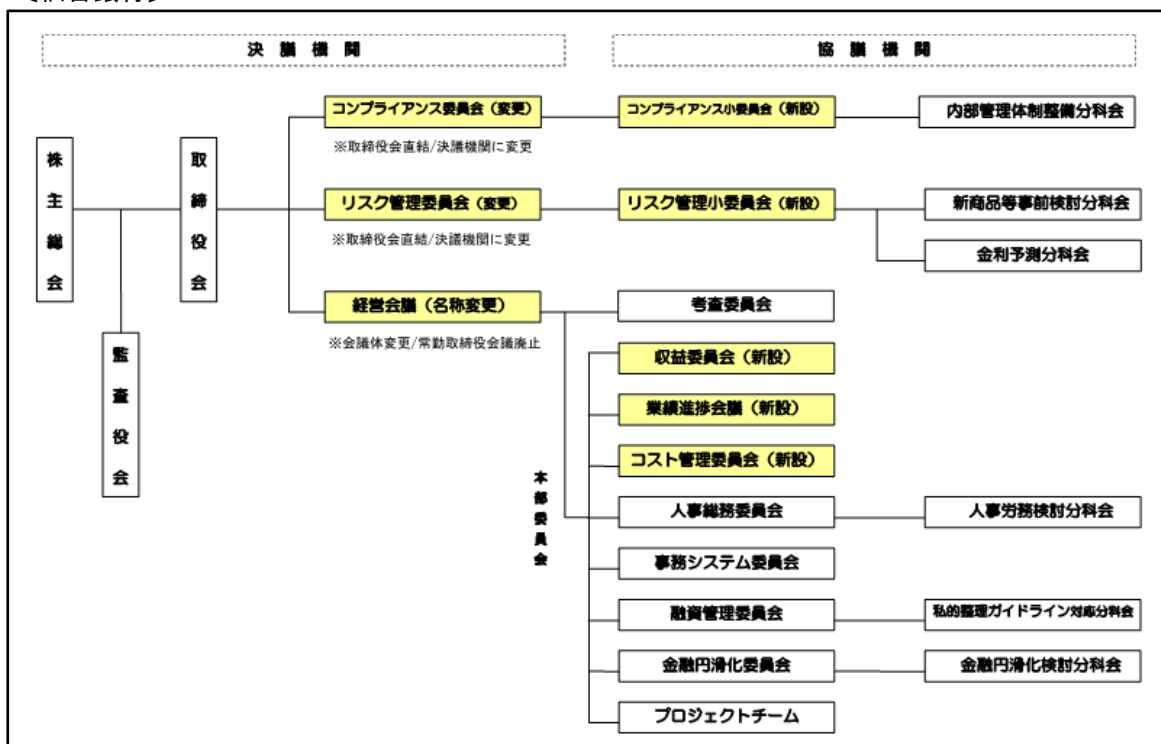 決議機関
協議機関
コンプライアンス委員会（変更）
コンプライアンス小委員会（新設）
内部管理体制整備分科会
※取締役会直結/決議機関に変更
株主総会
取締役会
リスク管理委員会（変更）
リスク管理小委員会（新設）
新商品等事前検討分科会
※取締役会直結/決議機関に変更
金利予測分科会
経営会議（名称変更）
考査委員会
※会議体変更/常勤取締役会議廃止
監査役会
収益委員会（新設）
業績進捗会議（新設）
コスト管理委員会（新設）
本部委員会
人事総務委員会
人事労務検討分科会
事務システム委員会
融資管理委員会
私的整理ガイドライン対応分科会
金融円滑化委員会
金融円滑化検討分科会
プロジェクトチーム